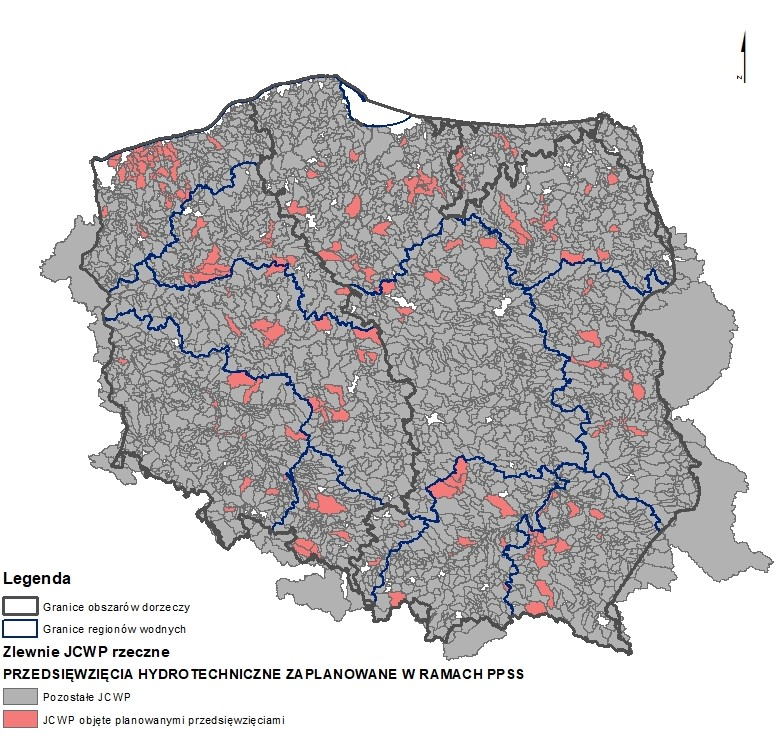 z
Legenda
Granice obszarów dorzeczy
Granice regionów wodnych
Zlewnie JCWP rzeczne
PRZEDSIĘWZIĘCIA HYDROTECHNICZNE ZAPLANOWANE W RAMACH PPSS
Pozostałe JCWP
JCWP objęte planowanymi przedsięwzięciami